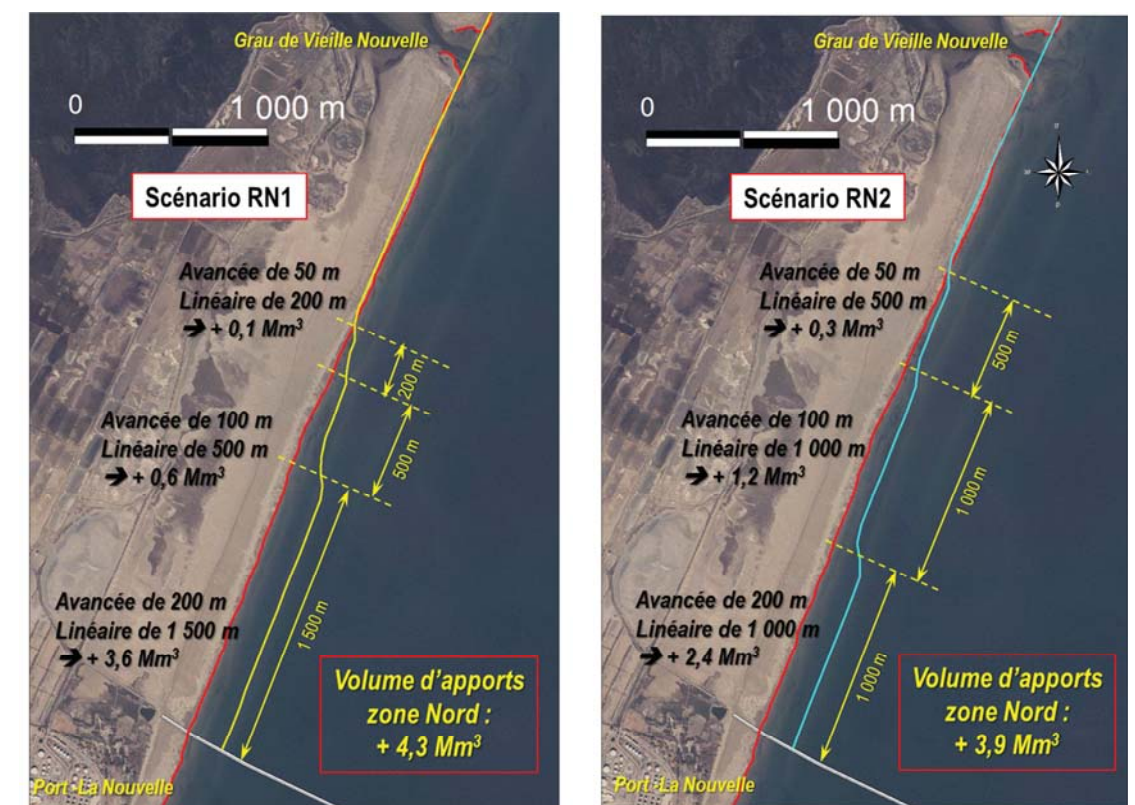 Grau de Vieille Nouvelle
0 1 000 m
Scénario RN1
Avancée de 50 m
Linéaire de 200 m
➔ + 0,1 Mm³
200 m
Avancée de 100 m
Linéaire de 500 m
➔ + 0,6 Mm³
500 m
Avancée de 200 m
Linéaire de 1 500 m
➔ + 3,6 Mm³
1 500 m
Volume d'apports
zone Nord :
+ 4,3 Mm³
Port -La Nouvelle
Grau de Vieille Nouvelle
0 1 000 m
Scénario RN2
Avancée de 50 m
Linéaire de 500 m
➔ + 0,3 Mm³
500 m
Avancée de 100 m
Linéaire de 1 000 m
➔ + 1,2 Mm³
1 000 m
Avancée de 200 m
Linéaire de 1 000 m
➔ + 2,4 Mm³
1 000 m
Volume d'apports
zone Nord :
+ 3,9 Mm³
Port -La Nouvelle